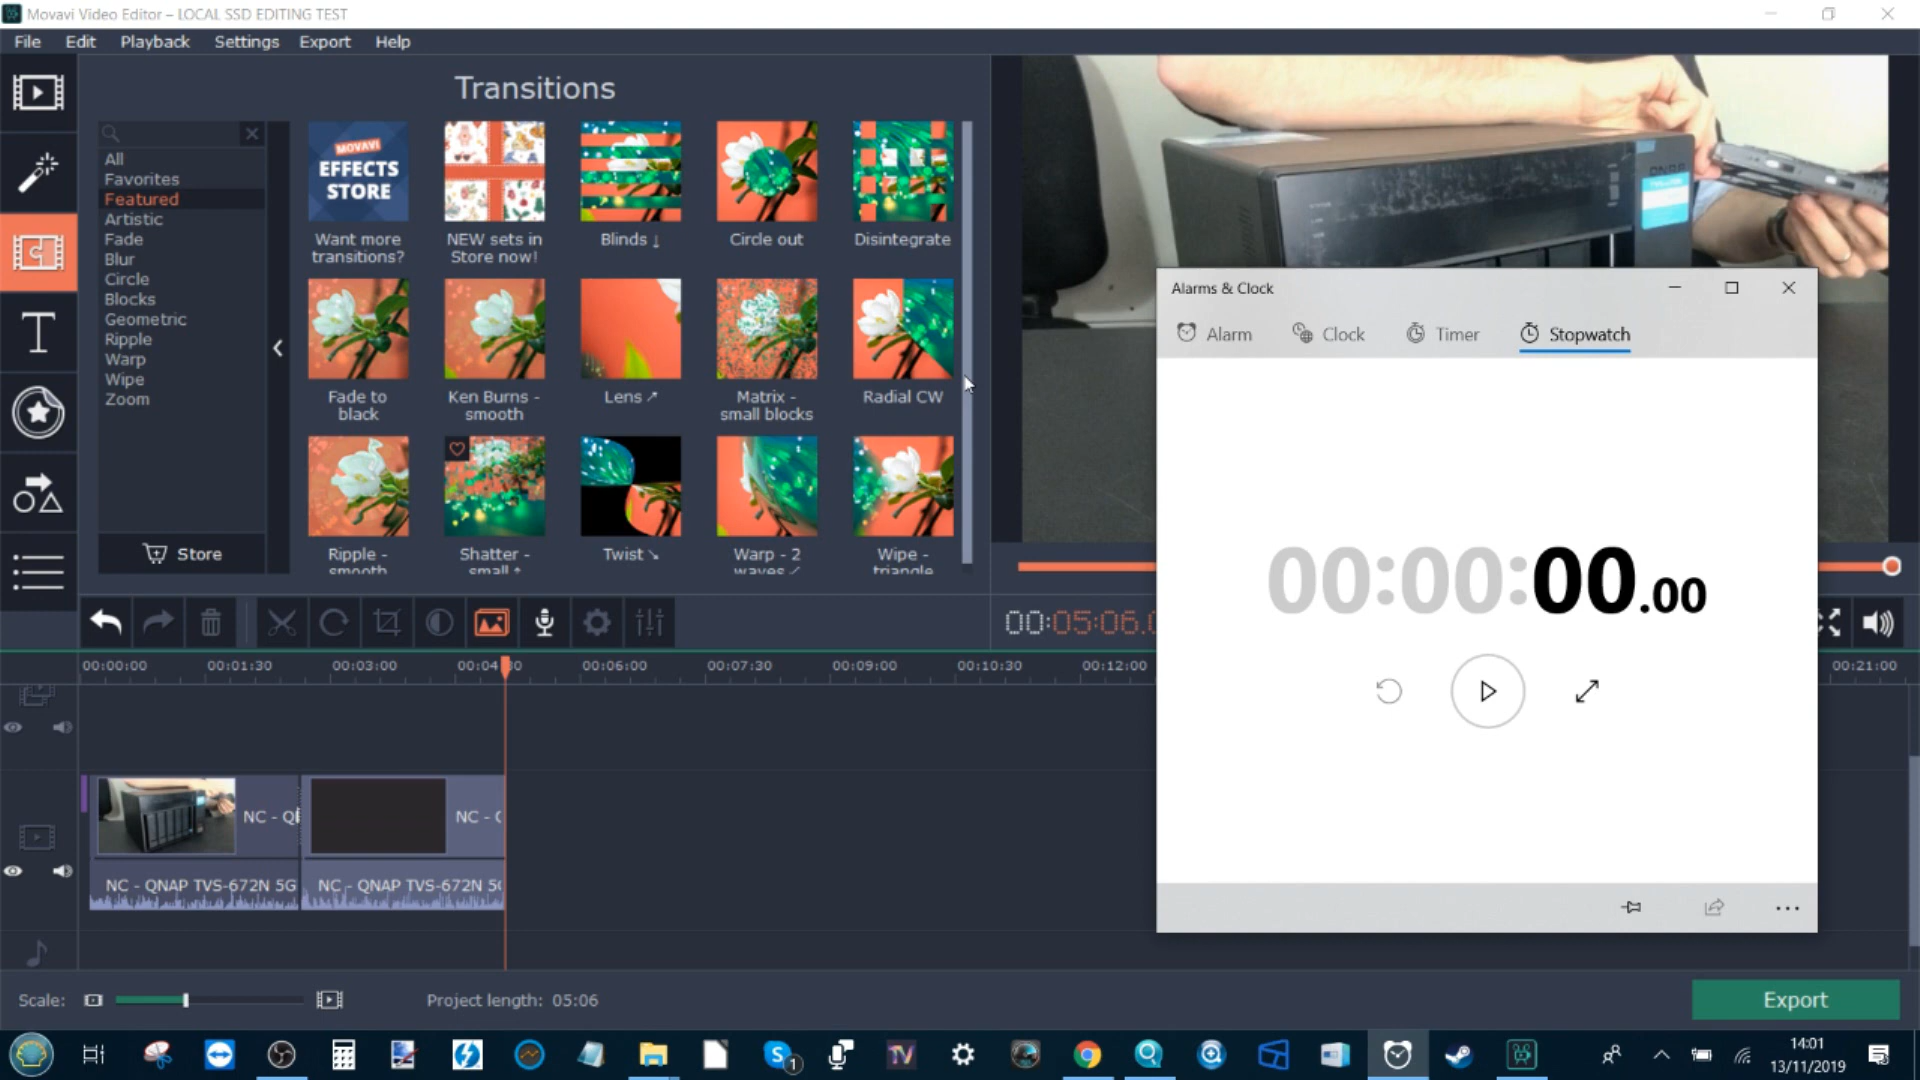 Movavi Video Editor – LOCAL SSD EDITING TEST
File Edit Playback Settings Export Help
Transitions
All
Favorites
Featured
Artistic
Fade
Blur
Circle
Blocks
Geometric
Ripple
Warp
Wipe
Zoom
Store
MOVAVI
EFFECTS
STORE
Want more
transitions?
NEW sets in
Store now!
Blinds ↓
Circle out
Disintegrate
Fade to
black
Ken Burns -
smooth
Lens ↗
Matrix -
small blocks
Radial CW
Ripple -
smooth
Shatter -
small ↑
Twist ↘
Warp - 2
waves ↙
Wipe -
triangle
Alarms & Clock
Alarm Clock Timer Stopwatch
00:00:00.00
00:05:06.0
00:00:00 00:01:30 00:03:00 00:04:30 00:06:00 00:07:30 00:09:00 00:10:30 00:12:00 00:21:00
NC - Q
NC - Q
NC - QNAP TVS-672N 5G
NC - QNAP TVS-672N 5G
Scale:
Project length: 05:06
Export
1
TV
14:01
13/11/2019